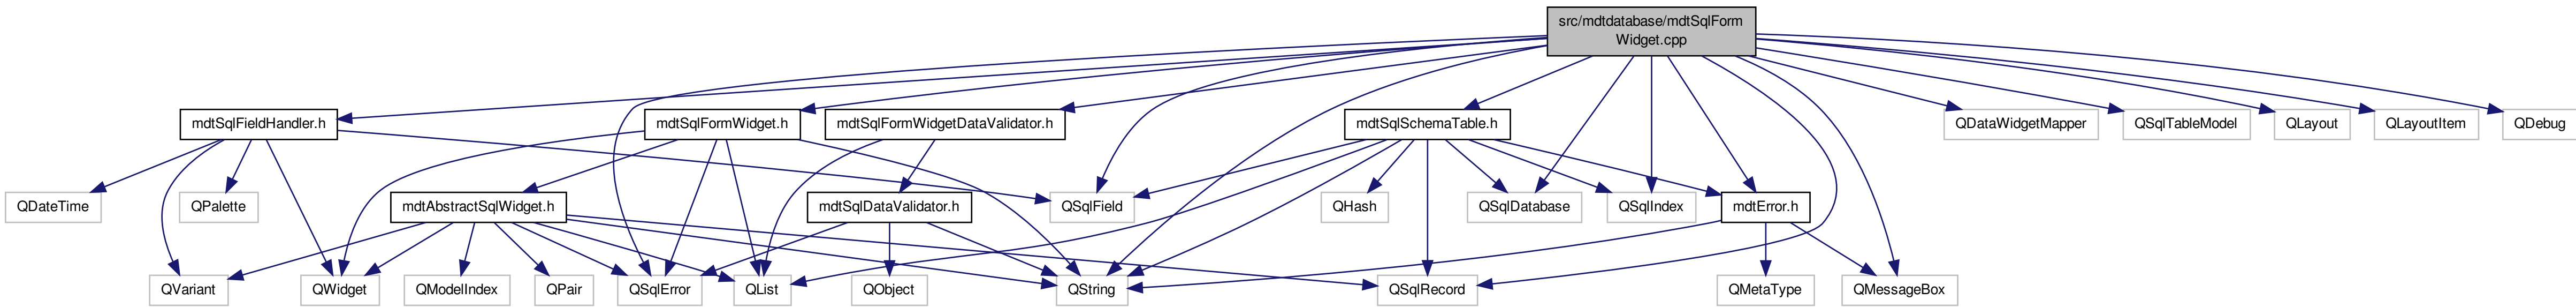 src/mdtdatabase/mdtSqlForm
Widget.cpp
mdtSqlFieldHandler.h
mdtSqlFormWidget.h
mdtSqlFormWidgetDataValidator.h
mdtSqlSchemaTable.h
QDataWidgetMapper
QSqlTableModel
QLayout
QLayoutItem
QDebug
QDateTime
QPalette
mdtAbstractSqlWidget.h
mdtSqlDataValidator.h
QSqlField
QHash
QSqlDatabase
QSqlIndex
mdtError.h
QVariant
QWidget
QModelIndex
QPair
QSqlError
QList
QObject
QString
QSqlRecord
QMetaType
QMessageBox